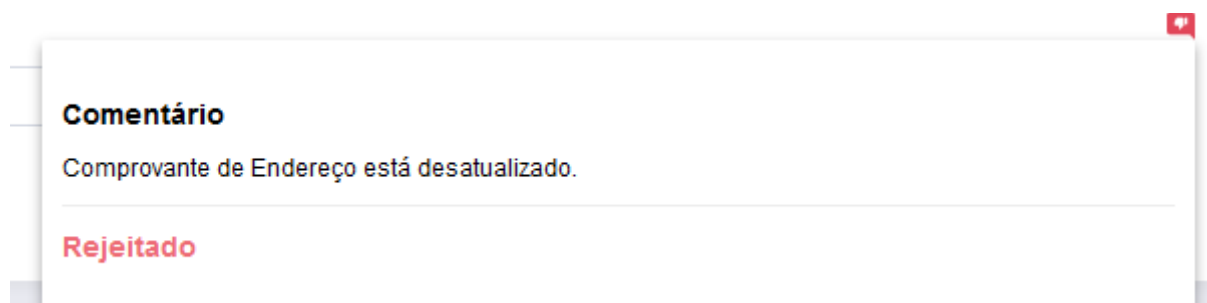 Comentário
Comprovante de Endereço está desatualizado.
Rejeitado